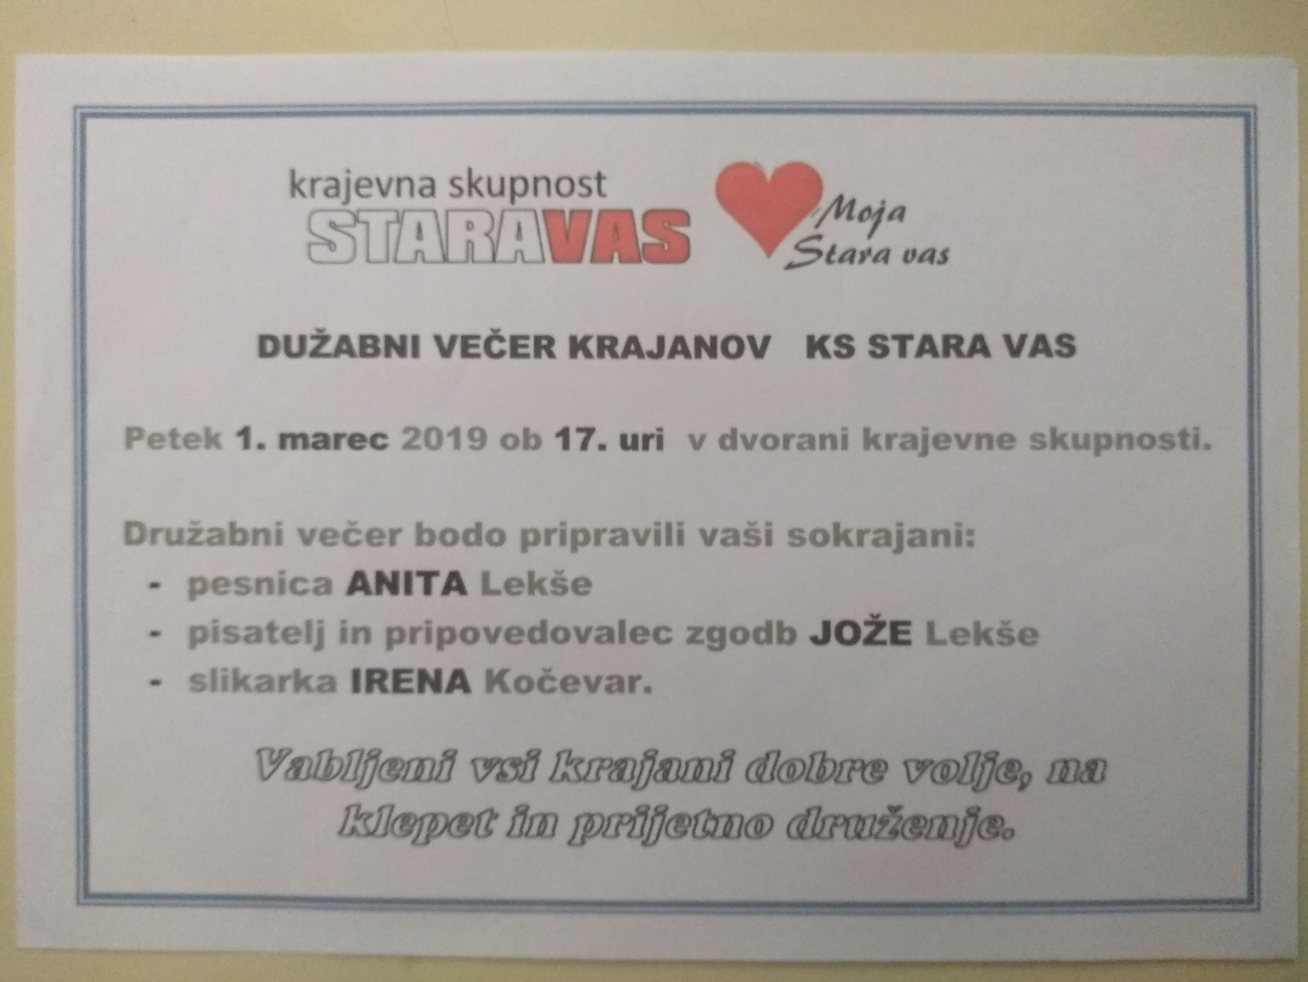 krajevna skupnost
STARAVAS
Moja
Stara vas
DUŽABNI VEČER KRAJANOV KS STARA VAS
Petek 1. marec 2019 ob 17. uri v dvorani krajevne skupnosti.
Družabni večer bodo pripravili vaši sokrajani:
- pesnica ANITA Lekše
- pisatelj in pripovedovalec zgodb JOŽE Lekše
- slikarka IRENA Kočevar.
Vabljeni vsi krajani dobre volje, na
klepet in prijetno druženje.